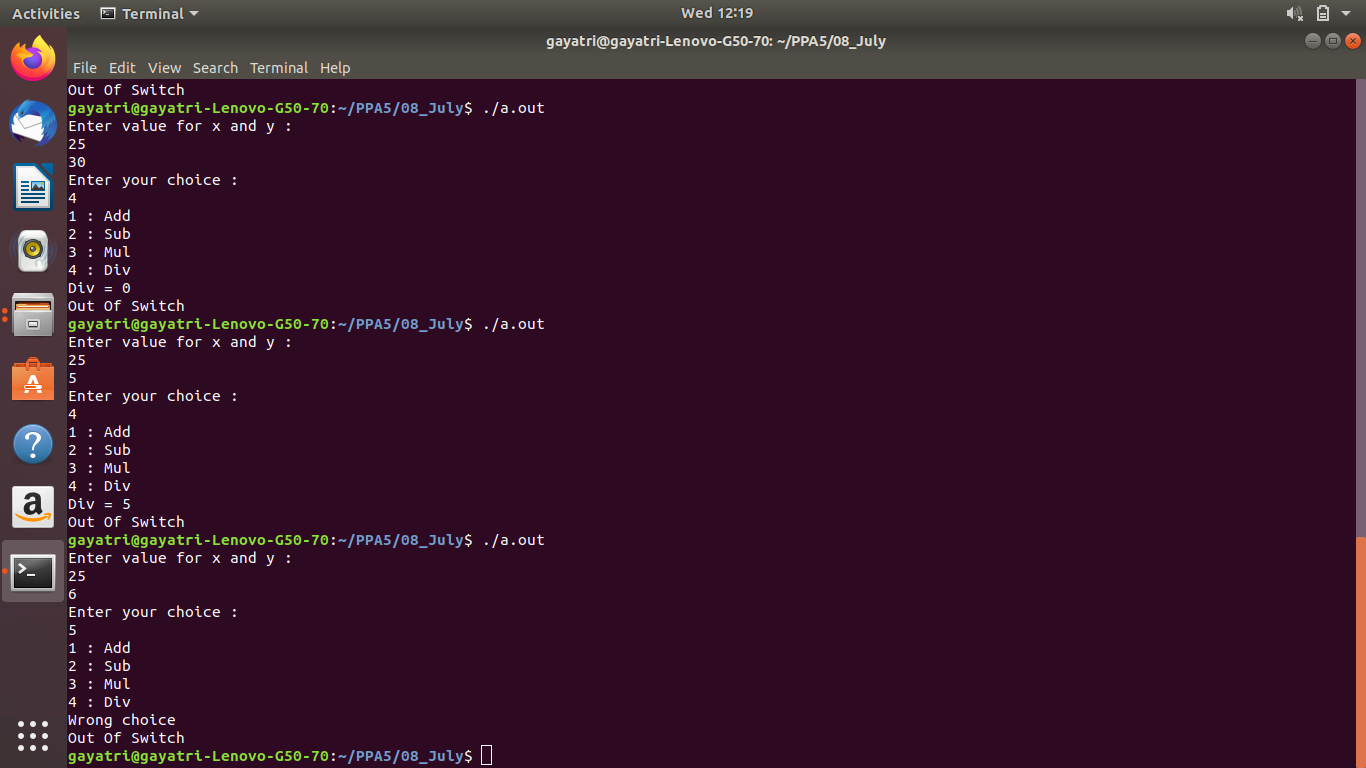 Activities Terminal Wed 12:19
gayatri@gayatri-Lenovo-G50-70: ~/PPA5/08_July
File Edit View Search Terminal Help
Out Of Switch
gayatri@gayatri-Lenovo-G50-70:~/PPA5/08_July$ ./a.out
Enter value for x and y :
25
30
Enter your choice :
4
1 : Add
2 : Sub
3 : Mul
4 : Div
Div = 0
Out Of Switch
gayatri@gayatri-Lenovo-G50-70:~/PPA5/08_July$ ./a.out
Enter value for x and y :
25
5
Enter your choice :
4
1 : Add
2 : Sub
3 : Mul
4 : Div
Div = 5
Out Of Switch
gayatri@gayatri-Lenovo-G50-70:~/PPA5/08_July$ ./a.out
Enter value for x and y :
25
6
Enter your choice :
5
1 : Add
2 : Sub
3 : Mul
4 : Div
Wrong choice
Out Of Switch
gayatri@gayatri-Lenovo-G50-70:~/PPA5/08_July$